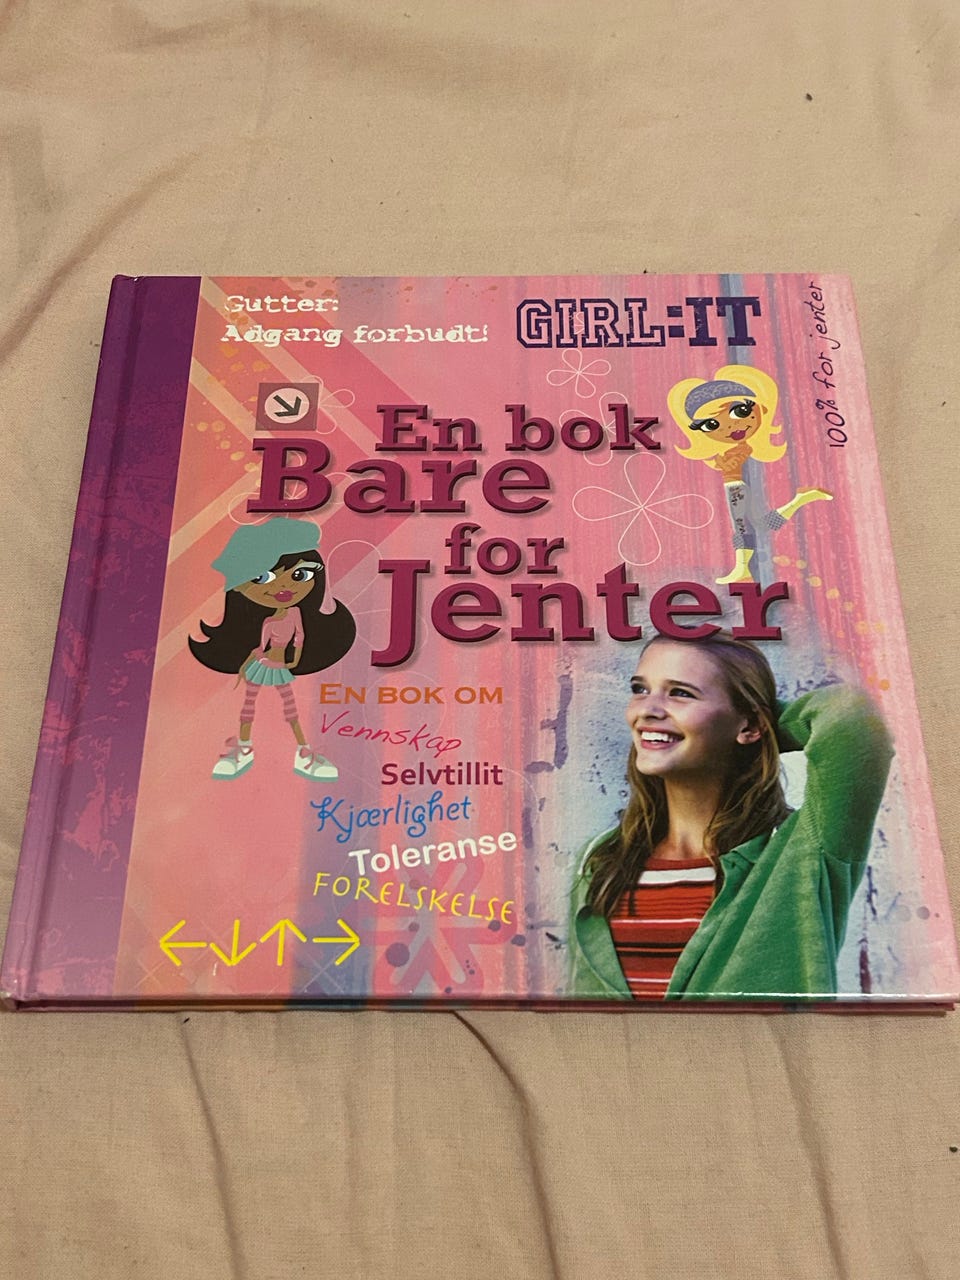 Gutter:
Adgang forbudt!
GIRL:IT
100% for jenter
En bok
Bare
for
Jenter
EN BOK OM
Vennskap
Selvtillit
Kjærlighet
Toleranse
FORELSKELSE